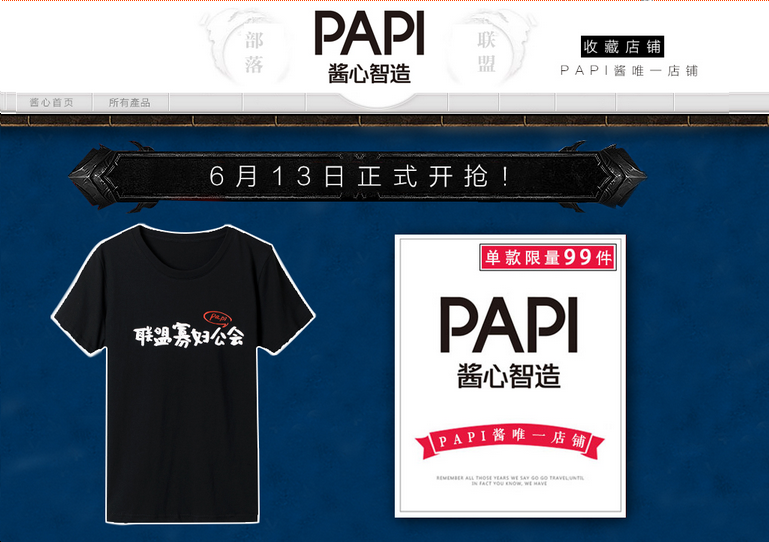 部落
PAPI
酱心智造
联盟
收藏店铺
PAPI酱唯一店铺
酱心首页 所有產品
6月13日正式开抢!
单款限量99件
papi
联盟寡妇公会
PAPI
酱心智造
PAPI酱唯一店铺
REMEMBER ALL THOSE YEARS WE SAY GO GO TRAVEL,UNTIL
IN FACT YOU KNOW, WE HAVE